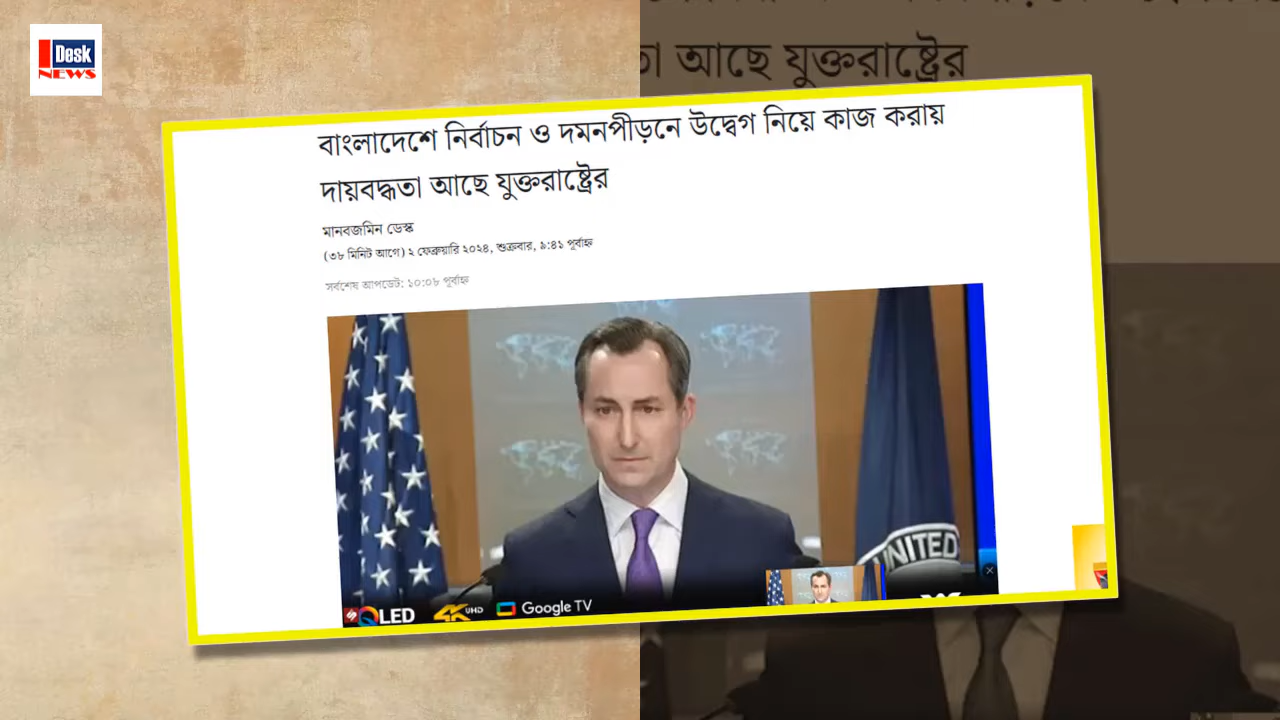 Desk
NEWS
তা আছে যুক্তরাষ্ট্রের
বাংলাদেশে নির্বাচন ও দমনপীড়নে উদ্বেগ নিয়ে কাজ করায়
দায়বদ্ধতা আছে যুক্তরাষ্ট্রের
মানবজমিন ডেস্ক
(৩৮ মিনিট আগে) ২ ফেব্রুয়ারি ২০২৪, শুক্রবার, ৯:৪১ পূর্বাহ্ন
সর্বশেষ আপডেট: ১০:০৮ পূর্বাহ্ন
UNITED
QLED
4K UHD
Google TV